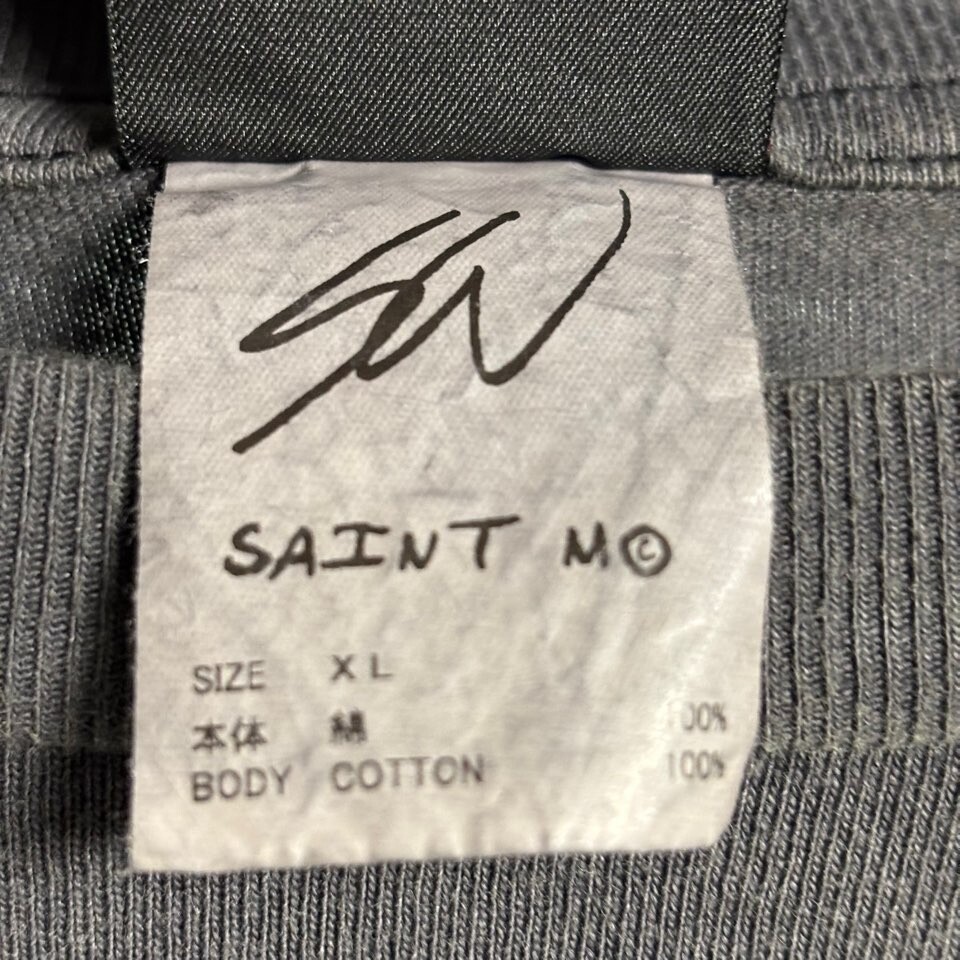 SAINT M©
SIZE XL
本体 綿 100%
BODY COTTON 100%